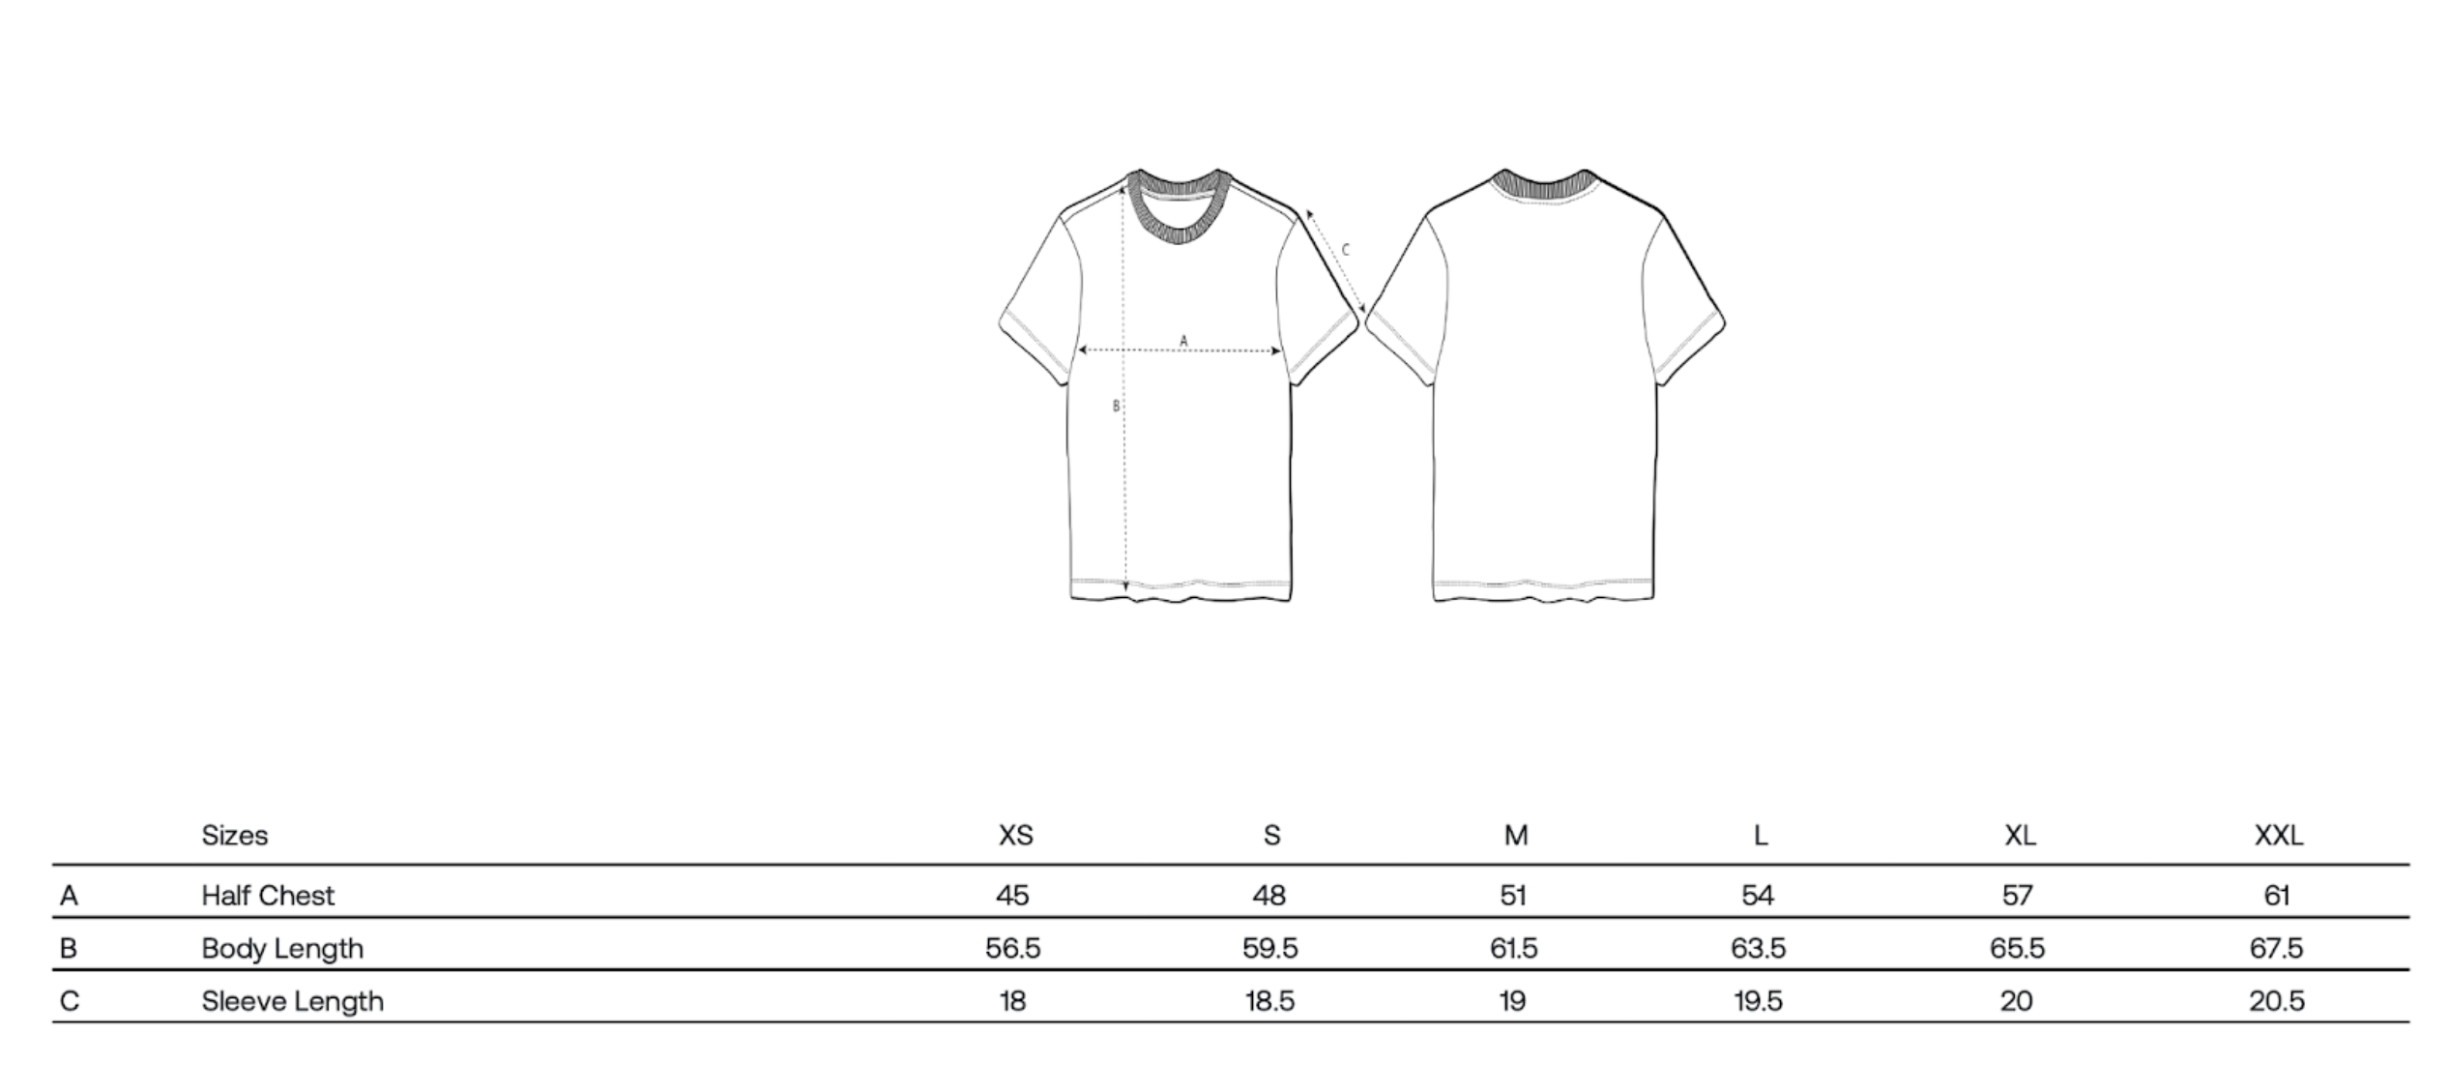 C
A
B
Sizes XS S M L XL XXL
A Half Chest 45 48 51 54 57 61
B Body Length 56.5 59.5 61.5 63.5 65.5 67.5
C Sleeve Length 18 18.5 19 19.5 20 20.5